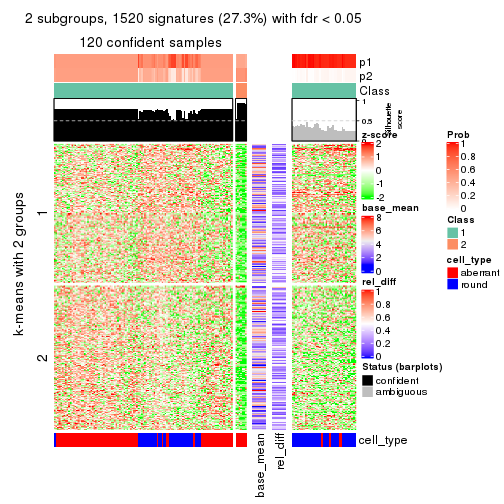 2 subgroups, 1520 signatures (27.3%) with fdr < 0.05
120 confident samples
p1
p2
Class
1
0.5
0
Silhouette
score
k-means with 2 groups
1
2
z-score
2
1
0
-1
-2
base_mean
8
6
4
2
0
rel_diff
1
0.8
0.6
0.4
0.2
0
Status (barplots)
confident
ambiguous
Prob
1
0.8
0.6
0.4
0.2
0
Class
1
2
cell_type
aberrant
round
cell_type
base_mean
rel_diff